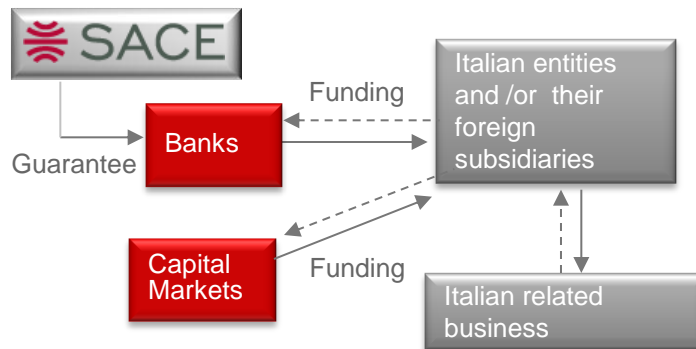 SACE
Guarantee
Banks
Funding
Italian entities
and /or their
foreign
subsidiaries
Capital
Markets
Funding
Italian related
business